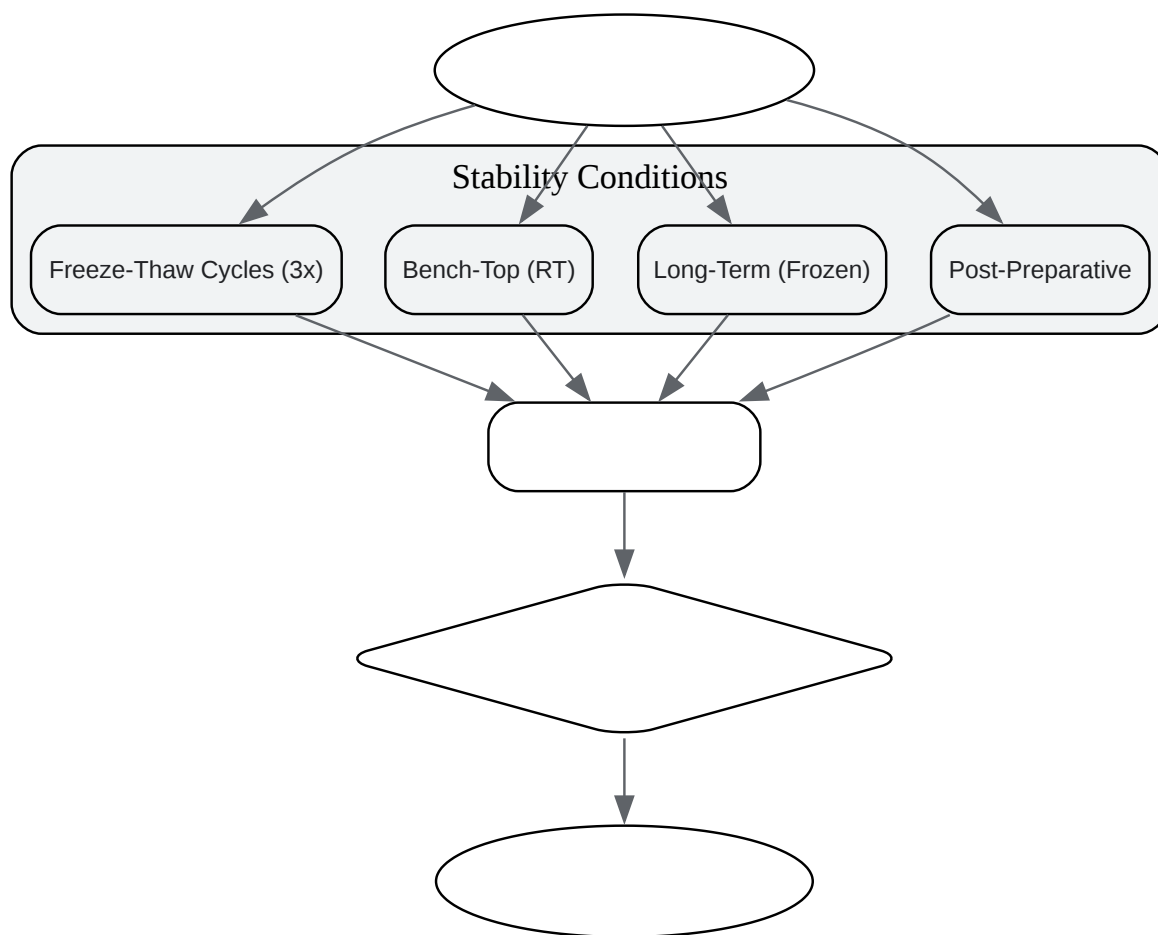 Stability Conditions
Freeze-Thaw Cycles (3x)
Bench-Top (RT)
Long-Term (Frozen)
Post-Preparative